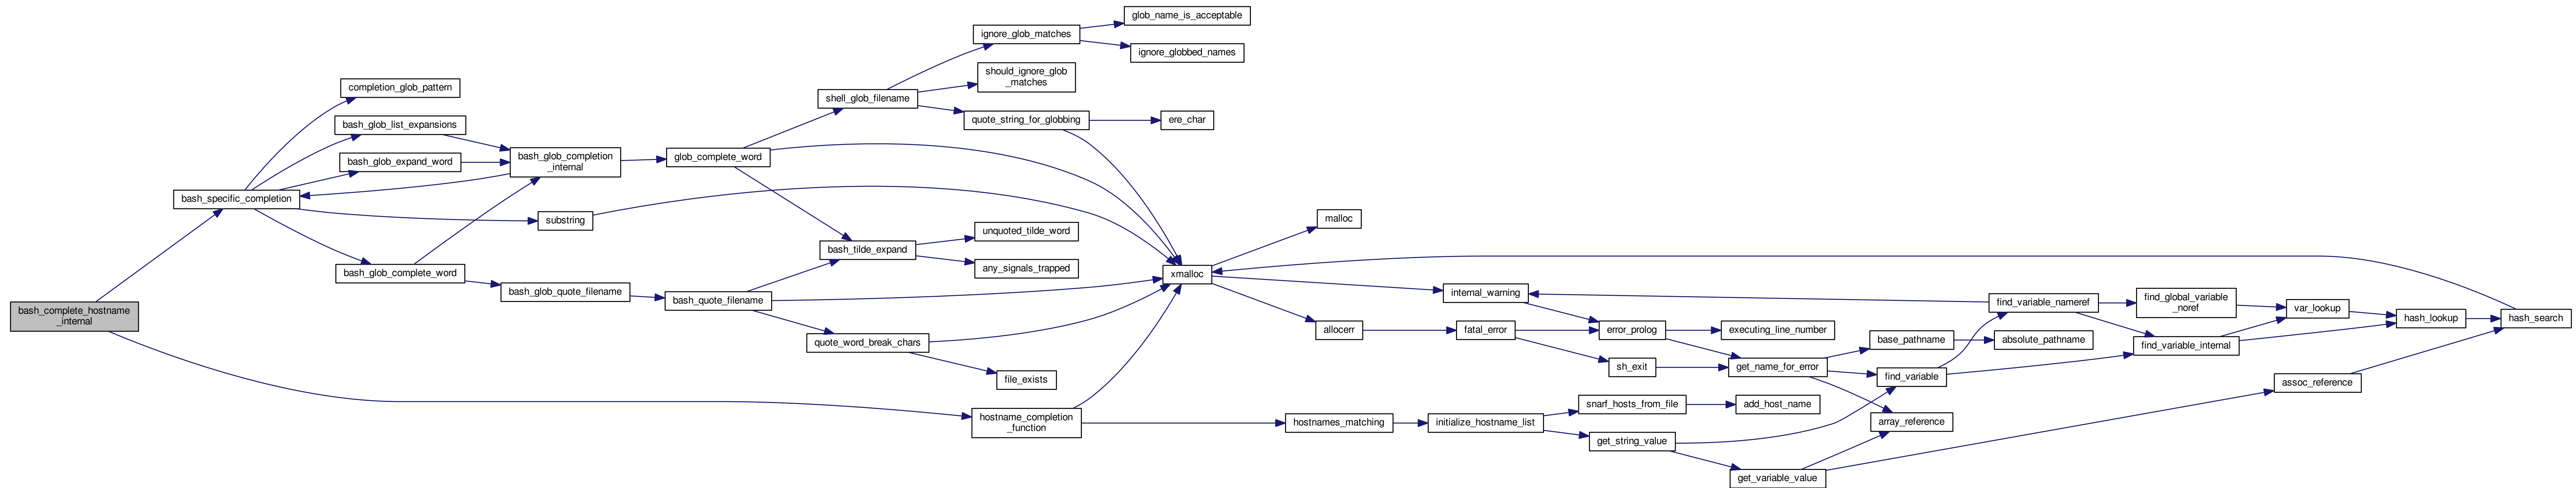 bash_complete_hostname
_internal
bash_specific_completion
completion_glob_pattern
bash_glob_list_expansions
bash_glob_expand_word
bash_glob_complete_word
bash_glob_completion
_internal
substring
bash_glob_quote_filename
glob_complete_word
bash_quote_filename
shell_glob_filename
bash_tilde_expand
quote_word_break_chars
ignore_glob_matches
should_ignore_glob
_matches
quote_string_for_globbing
unquoted_tilde_word
any_signals_trapped
file_exists
hostname_completion
_function
glob_name_is_acceptable
ignore_globbed_names
ere_char
xmalloc
malloc
allocerr
hostnames_matching
internal_warning
fatal_error
initialize_hostname_list
error_prolog
sh_exit
snarf_hosts_from_file
get_string_value
executing_line_number
get_name_for_error
add_host_name
get_variable_value
base_pathname
find_variable
array_reference
find_variable_nameref
absolute_pathname
find_global_variable
_noref
find_variable_internal
var_lookup
assoc_reference
hash_lookup
hash_search